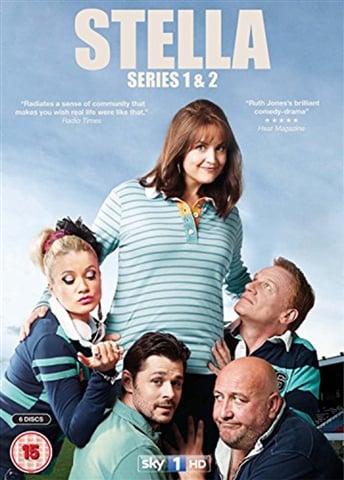 STELLA
SERIES 1 & 2
“Radiates a sense of community that
makes you wish real life were like that.”
Radio Times
“Ruth Jones's brilliant
comedy-drama”
★★★★★
Heat Magazine
6 DISCS
15
sky 1 HD